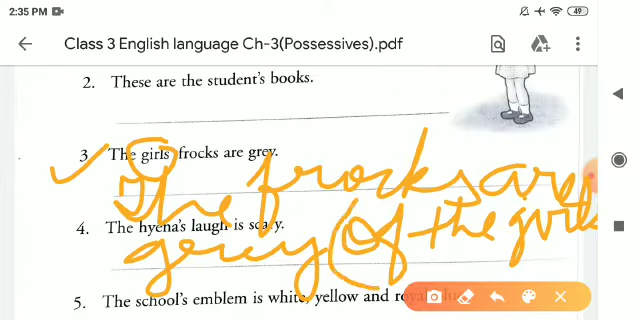 2:35 PM
49
Class 3 English language Ch-3(Possessives).pdf
2. These are the student's books.
3 The girls' frocks are grey.
The frocks are
4. The hyena's laugh is scary.
grey (of the girls
5. The school's emblem is white, yellow and royal